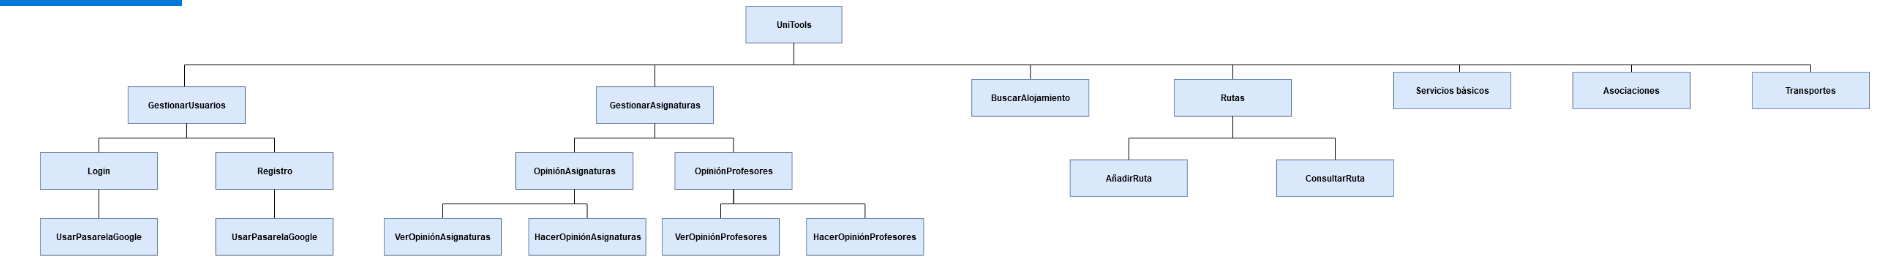 UniTools
GestionarUsuarios
GestionarAsignaturas
BuscarAlojamiento
Rutas
Servicios básicos
Asociaciones
Transportes
Login
Registro
OpiniónAsignaturas
OpiniónProfesores
AñadirRuta
ConsultarRuta
UsarPasarelaGoogle
UsarPasarelaGoogle
VerOpiniónAsignaturas
HacerOpiniónAsignaturas
VerOpiniónProfesores
HacerOpiniónProfesores